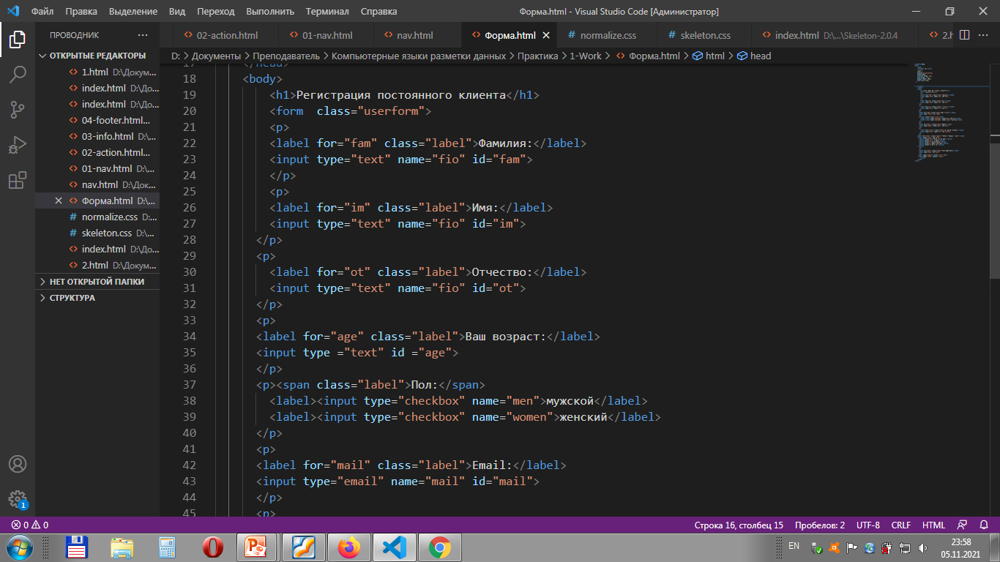 Файл Правка Выделение Вид Переход Выполнить Терминал Справка Форма.html - Visual Studio Code [Администратор]
ПРОВОДНИК ···
02-action.html 01-nav.html nav.html Форма.html normalize.css skeleton.css index.html D:\...\Skeleton-2.0.4 2.h
D: > Документы > Преподаватель > Компьютерные языки разметки данных > Практика > 1-Work > Форма.html > html > head
ОТКРЫТЫЕ РЕДАКТОРЫ
1.html D:\Докум...
index.html D:\До...
index.html D:\До...
04-footer.html...
03-info.html D:\...
02-action.html...
01-nav.html D:\...
nav.html D:\Док...
Форма.html D:\...
normalize.css D:...
skeleton.css D:\...
index.html D:\До...
2.html D:\Докум...
НЕТ ОТКРЫТОЙ ПАПКИ
СТРУКТУРА
17 </head>
18 <body>
19 <h1>Регистрация постоянного клиента</h1>
20 <form  class="userform">
21 <p>
22 <label for="fam" class="label">Фамилия:</label>
23 <input type="text" name="fio" id="fam">
24 </p>
25 <p>
26 <label for="im" class="label">Имя:</label>
27 <input type="text" name="fio" id="im">
28 </p>
29 <p>
30 <label for="ot" class="label">Отчество:</label>
31 <input type="text" name="fio" id="ot">
32 </p>
33 <p>
34 <label for="age" class="label">Ваш возраст:</label>
35 <input type ="text" id ="age">
36 </p>
37 <p><span class="label">Пол:</span>
38 <label><input type="checkbox" name="men">мужской</label>
39 <label><input type="checkbox" name="women">женский</label>
40 </p>
41 <p>
42 <label for="mail" class="label">Email:</label>
43 <input type="email" name="mail" id="mail">
44 </p>
45 <p>
1
0 0 Строка 16, столбец 15 Пробелов: 2 UTF-8 CRLF HTML
EN 23:58
05.11.2021